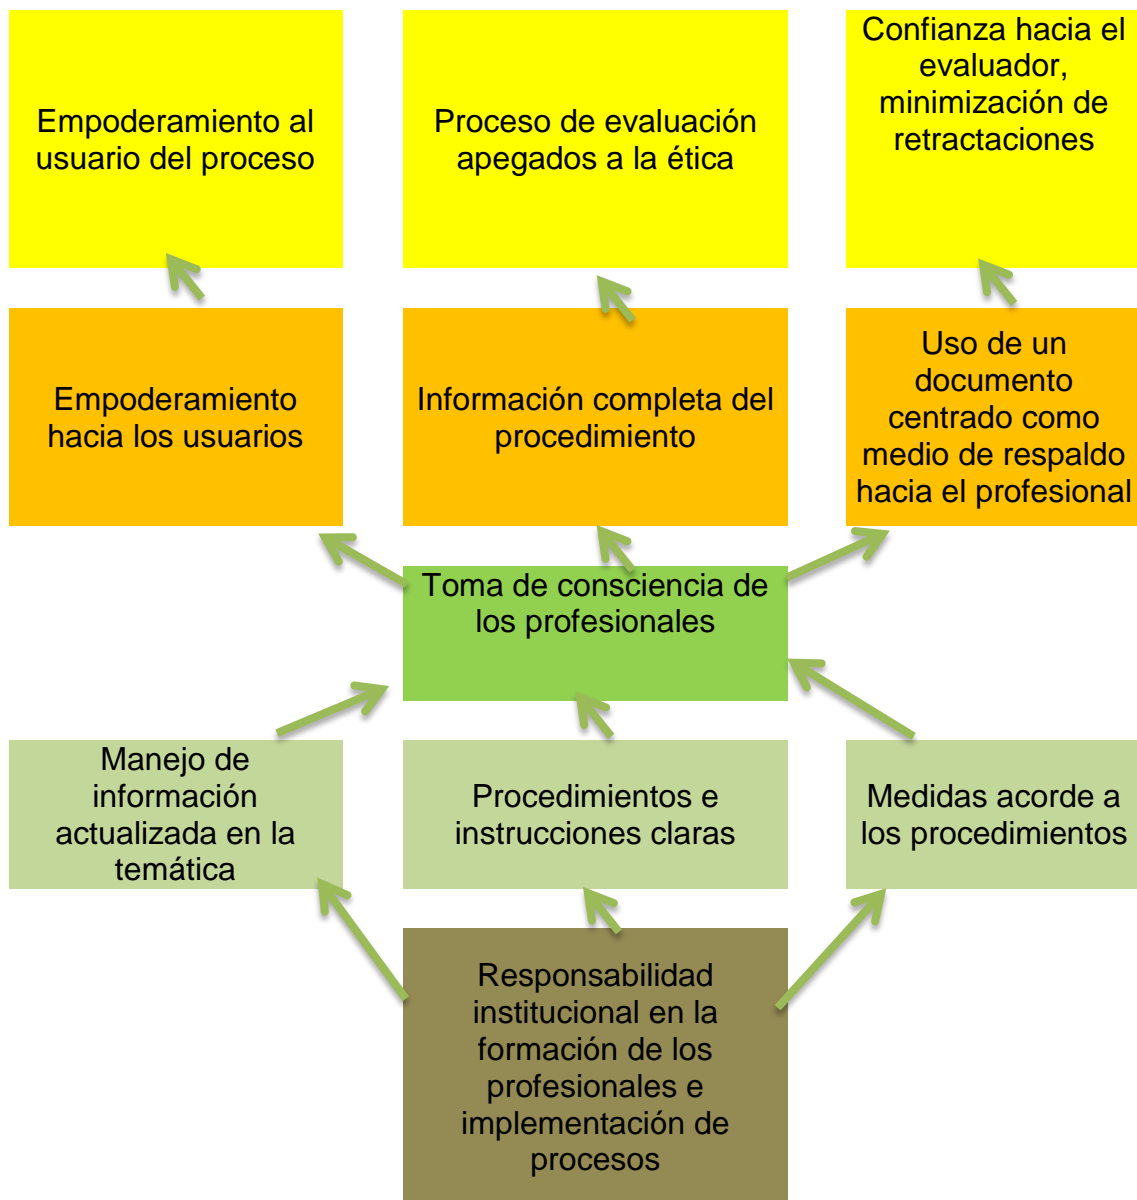 Empoderamiento al
usuario del proceso
Proceso de evaluación
apegados a la ética
Confianza hacia el
evaluador,
minimización de
retractaciones
Empoderamiento
hacia los usuarios
Información completa del
procedimiento
Uso de un
documento
centrado como
medio de respaldo
hacia el profesional
Toma de consciencia de
los profesionales
Manejo de
información
actualizada en la
temática
Procedimientos e
instrucciones claras
Medidas acorde a
los procedimientos
Responsabilidad
institucional en la
formación de los
profesionales e
implementación de
procesos